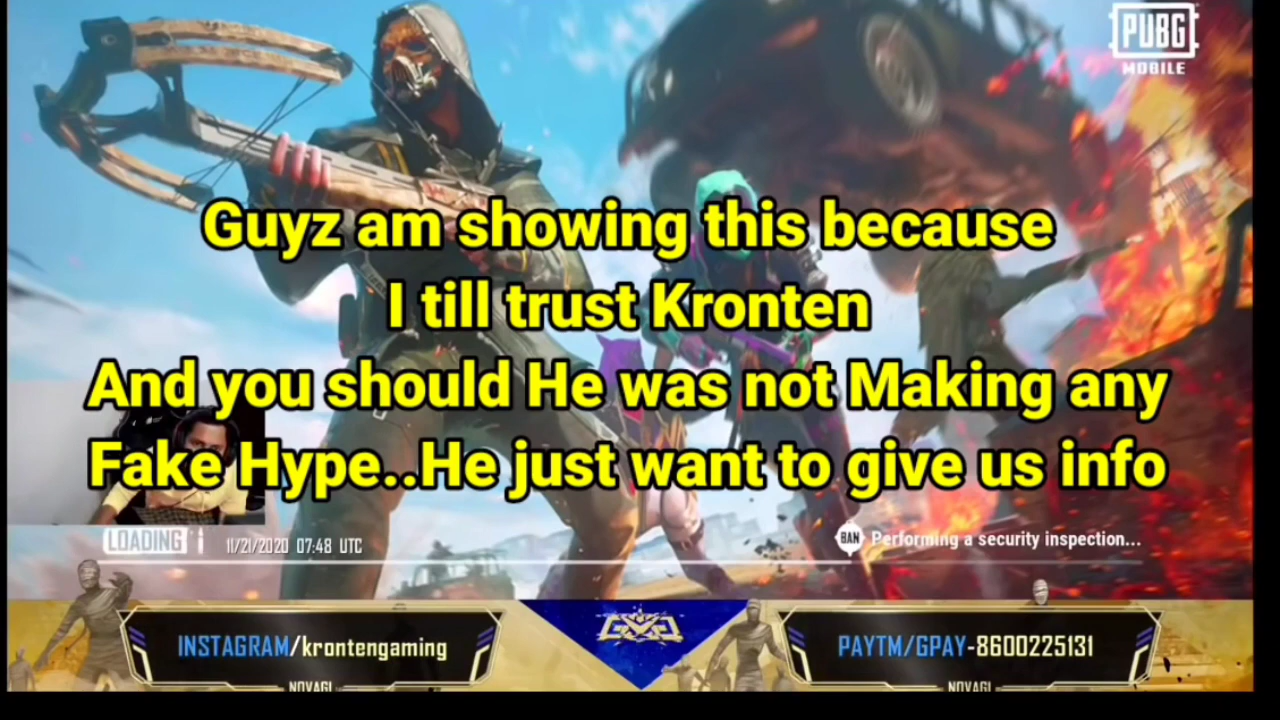 PUBG
MOBILE
Guyz am showing this because
I till trust Kronten
And you should He was not Making any
Fake Hype..He just want to give us info
LOADING
11/21/2020 07:48 UTC
BAN Performing a security inspection...
INSTAGRAM/krontengaming
PAYTM/GPAY-8600225131